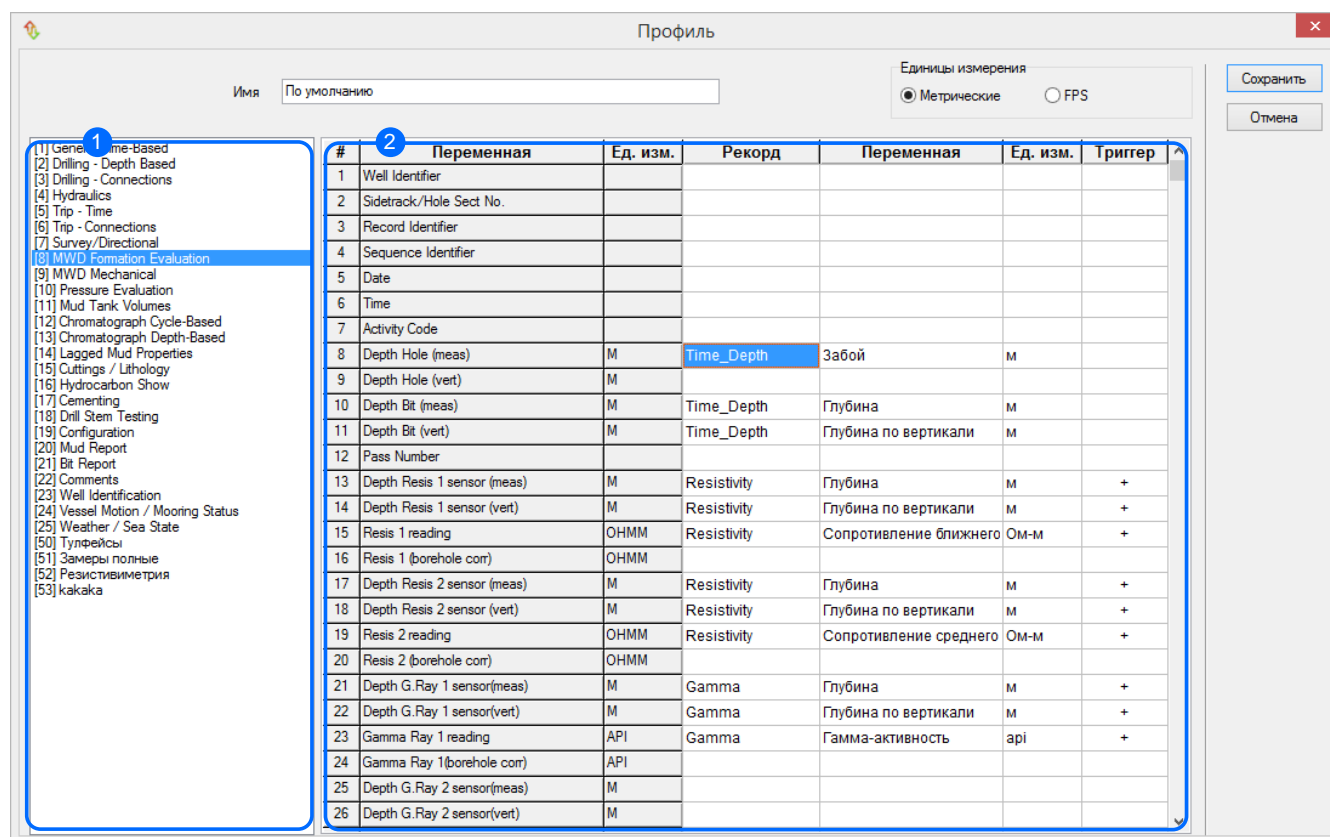 Профиль
Единицы измерения
Имя По умолчанию Метрические FPS
Сохранить
Отмена
1
[2] Drilling - Depth Based
[3] Drilling - Connections
[4] Hydraulics
[5] Trip - Time
[6] Trip - Connections
[7] Survey/Directional
[8] MWD Formation Evaluation
[9] MWD Mechanical
[10] Pressure Evaluation
[11] Mud Tank Volumes
[12] Chromatograph Cycle-Based
[13] Chromatograph Depth-Based
[14] Lagged Mud Properties
[15] Cuttings / Lithology
[16] Hydrocarbon Show
[17] Cementing
[18] Drill Stem Testing
[19] Configuration
[20] Mud Report
[21] Bit Report
[22] Comments
[23] Well Identification
[24] Vessel Motion / Mooring Status
[25] Weather / Sea State
[50] Тулфейсы
[51] Замеры полные
[52] Резистивиметрия
[53] kakaka
2
# Переменная Ед. изм. Рекорд Переменная Ед. изм. Триггер
1 Well Identifier
2 Sidetrack/Hole Sect No.
3 Record Identifier
4 Sequence Identifier
5 Date
6 Time
7 Activity Code
8 Depth Hole (meas) M Time_Depth Забой м
9 Depth Hole (vert) M
10 Depth Bit (meas) M Time_Depth Глубина м
11 Depth Bit (vert) M Time_Depth Глубина по вертикали м
12 Pass Number
13 Depth Resis 1 sensor (meas) M Resistivity Глубина м +
14 Depth Resis 1 sensor (vert) M Resistivity Глубина по вертикали м +
15 Resis 1 reading OHMM Resistivity Сопротивление ближнего Ом-м +
16 Resis 1 (borehole corr) OHMM
17 Depth Resis 2 sensor (meas) M Resistivity Глубина м +
18 Depth Resis 2 sensor (vert) M Resistivity Глубина по вертикали м +
19 Resis 2 reading OHMM Resistivity Сопротивление среднего Ом-м +
20 Resis 2 (borehole corr) OHMM
21 Depth G.Ray 1 sensor(meas) M Gamma Глубина м +
22 Depth G.Ray 1 sensor(vert) M Gamma Глубина по вертикали м +
23 Gamma Ray 1 reading API Gamma Гамма-активность api +
24 Gamma Ray 1(borehole corr) API
25 Depth G.Ray 2 sensor(meas) M
26 Depth G.Ray 2 sensor(vert) M